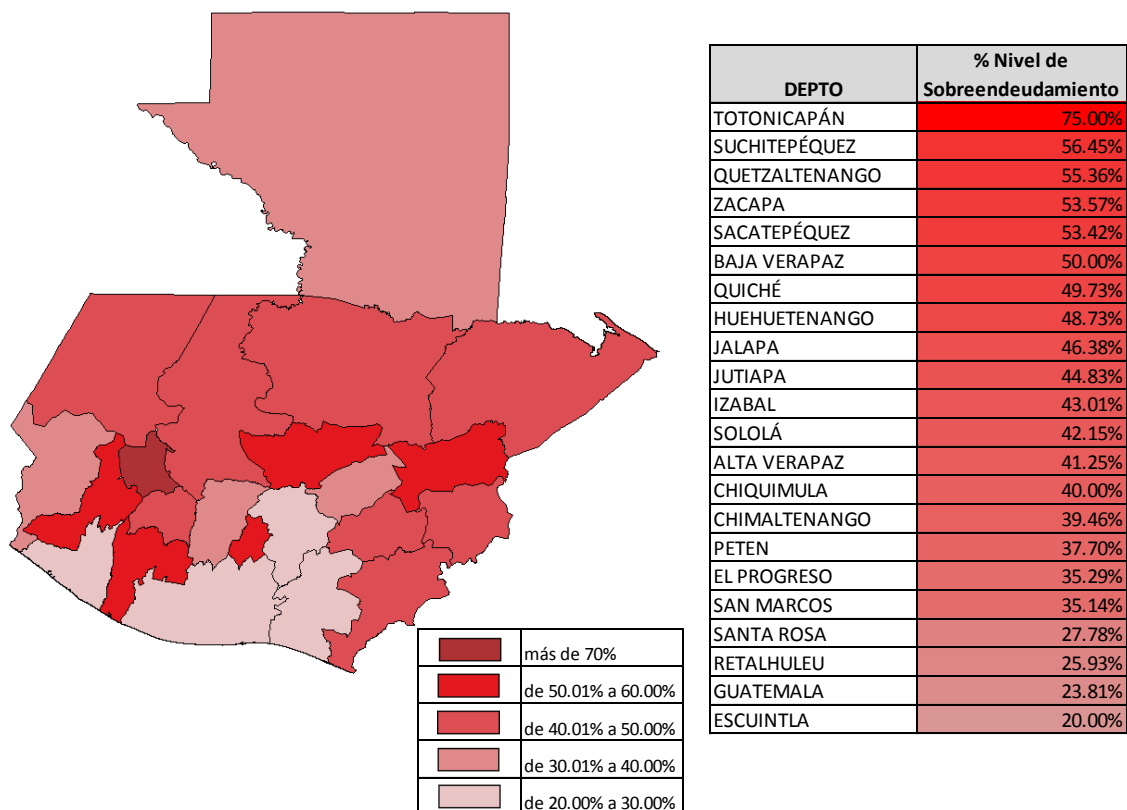 DEPTO % Nivel de Sobreendeudamiento
TOTONICAPÁN 75.00%
SUCHITEPÉQUEZ 56.45%
QUETZALTENANGO 55.36%
ZACAPA 53.57%
SACATEPÉQUEZ 53.42%
BAJA VERAPAZ 50.00%
QUICHÉ 49.73%
HUEHUETENANGO 48.73%
JALAPA 46.38%
JUTIAPA 44.83%
IZABAL 43.01%
SOLOLÁ 42.15%
ALTA VERAPAZ 41.25%
CHIQUIMULA 40.00%
CHIMALTENANGO 39.46%
PETEN 37.70%
EL PROGRESO 35.29%
SAN MARCOS 35.14%
SANTA ROSA 27.78%
RETALHULEU 25.93%
GUATEMALA 23.81%
ESCUINTLA 20.00%
más de 70%
de 50.01% a 60.00%
de 40.01% a 50.00%
de 30.01% a 40.00%
de 20.00% a 30.00%